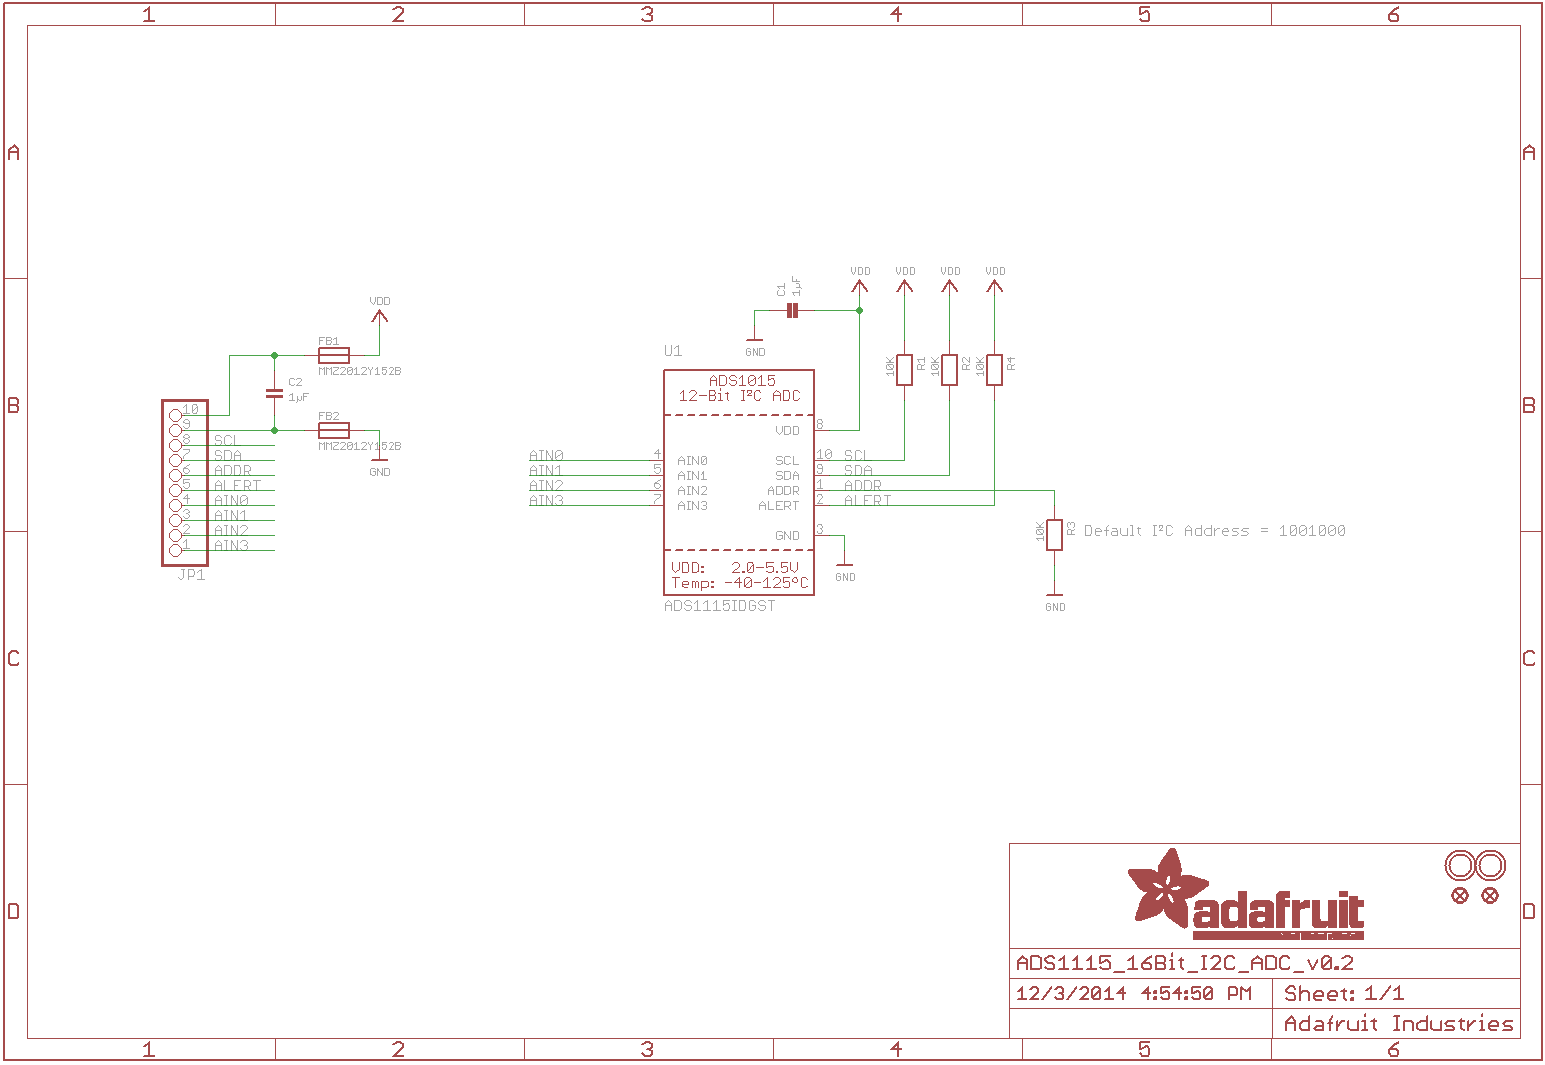 1 2 3 4 5 6
A A
B B
C C
D D
VDD
FB1
MMZ2012Y152B
C2
1µF
FB2
MMZ2012Y152B
GND
10
9
8 SCL
7 SDA
6 ADDR
5 ALERT
4 AIN0
3 AIN1
2 AIN2
1 AIN3
JP1
C1
1µF
GND
VDD VDD VDD VDD
10K R1 10K R2 10K R4
U1
ADS1015
12-Bit I²C ADC
VDD 8
AIN0 4 AIN0 SCL 10 SCL
AIN1 5 AIN1 SDA 9 SDA
AIN2 6 AIN2 ADDR 1 ADDR
AIN3 7 AIN3 ALERT 2 ALERT
GND 3
GND
VDD: 2.0-5.5V
Temp: -40-125°C
ADS1115IDGST
10K R3 Default I²C Address = 1001000
GND
adafruit
ADS1115_16Bit_I2C_ADC_v0.2
12/3/2014 4:54:50 PM Sheet: 1/1
Adafruit Industries
1 2 3 4 5 6